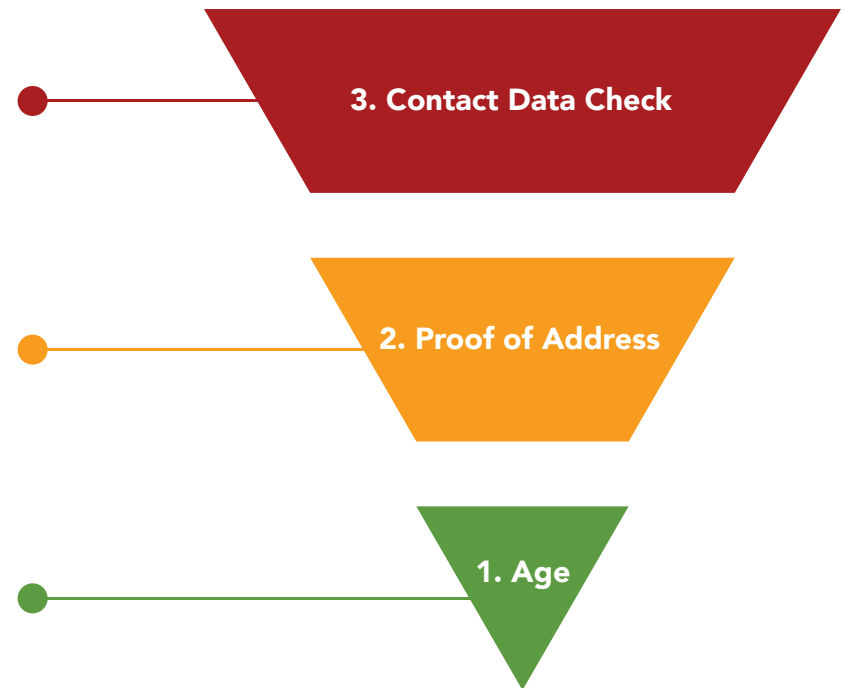 3. Contact Data Check
2. Proof of Address
1. Age